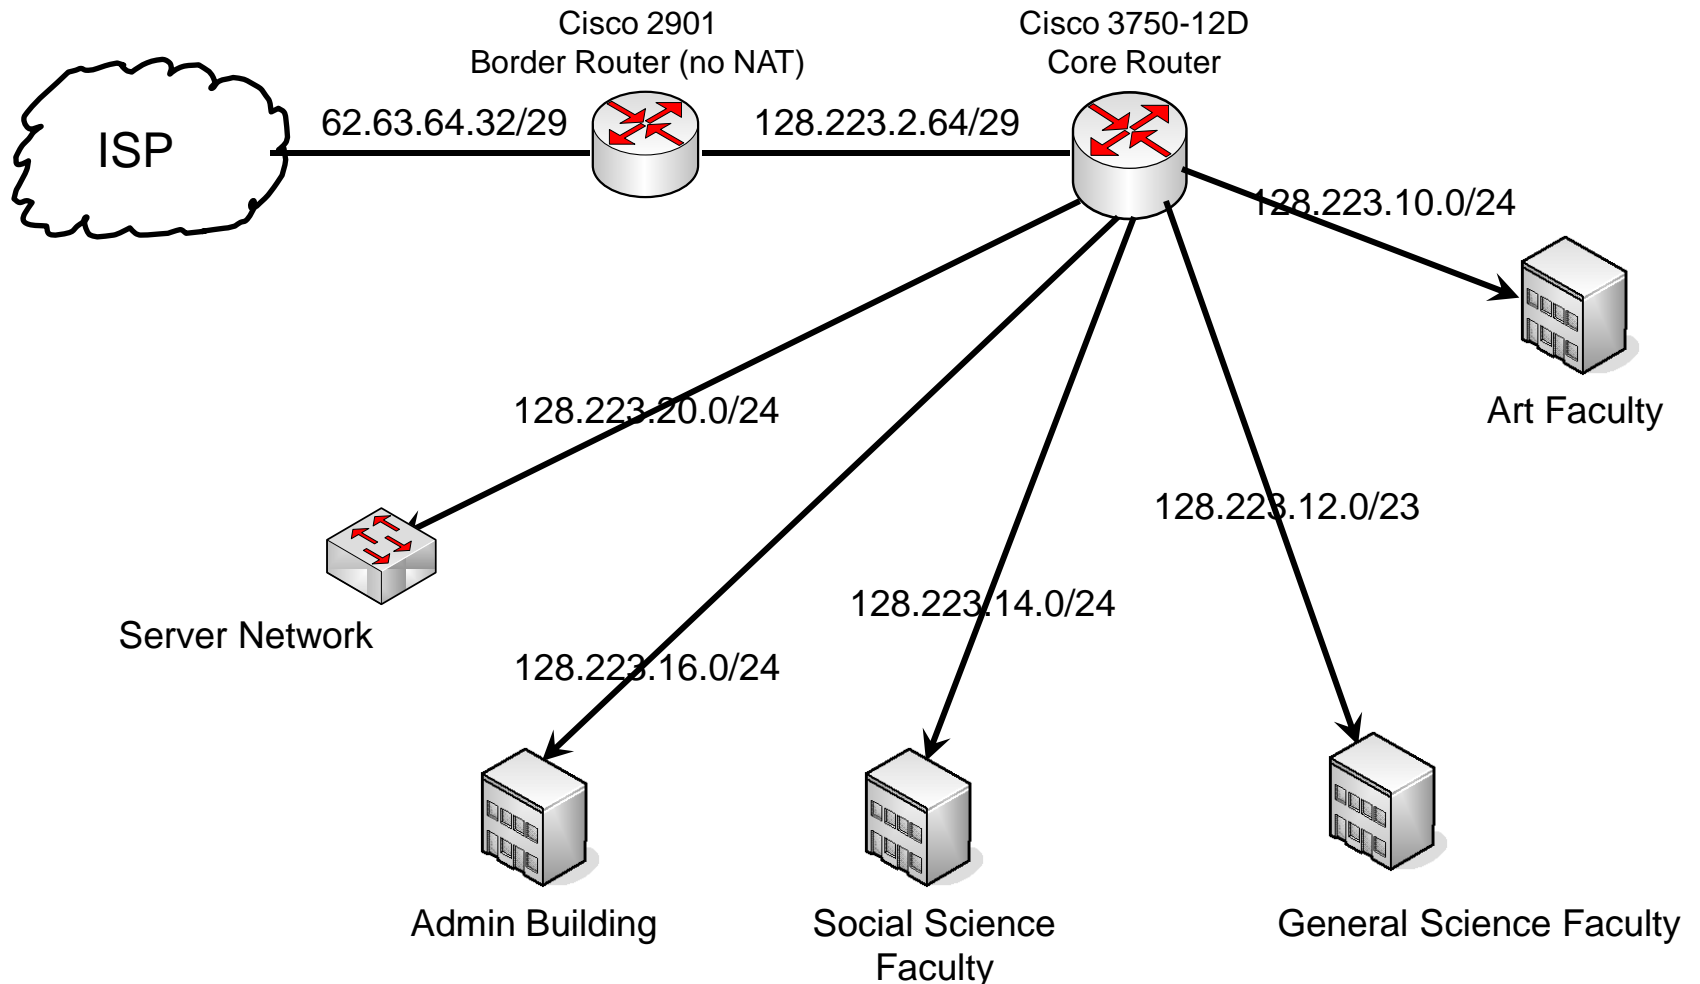 Cisco 2901
Border Router (no NAT)
Cisco 3750-12D
Core Router
ISP
62.63.64.32/29
128.223.2.64/29
128.223.10.0/24
Art Faculty
128.223.20.0/24
128.223.12.0/23
128.223.14.0/24
Server Network
128.223.16.0/24
Admin Building
Social Science
Faculty
General Science Faculty